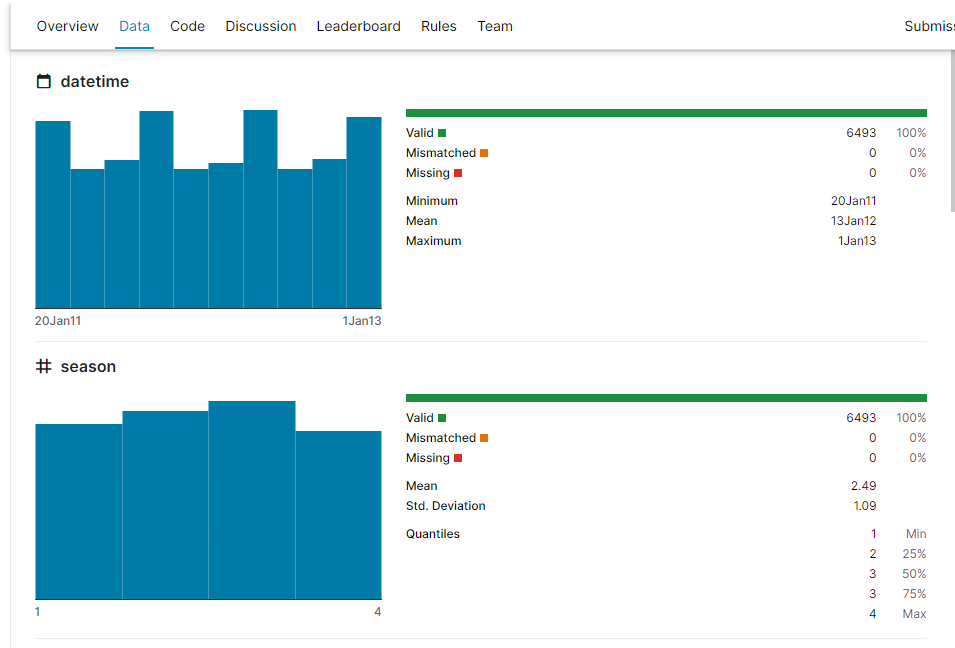 Overview Data Code Discussion Leaderboard Rules Team Submiss
datetime
Valid 6493 100%
Mismatched 0 0%
Missing 0 0%
Minimum 20Jan11
Mean 13Jan12
Maximum 1Jan13
20Jan11 1Jan13
season
Valid 6493 100%
Mismatched 0 0%
Missing 0 0%
Mean 2.49
Std. Deviation 1.09
Quantiles 1 Min
2 25%
3 50%
3 75%
4 Max
1 4